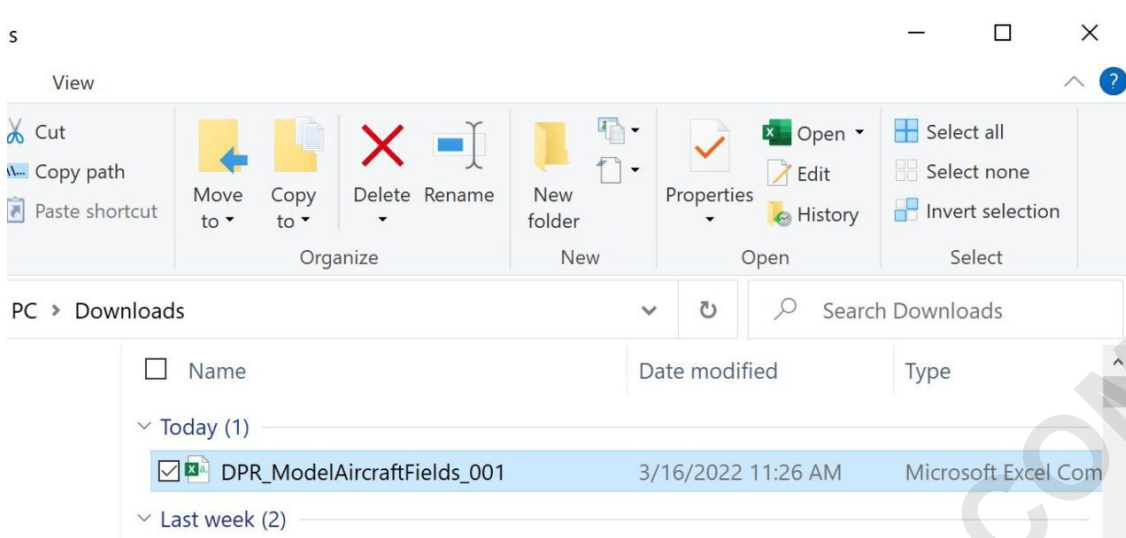 s
View
?
Cut
Copy path
Paste shortcut
Move to
Copy to
Delete
Rename
New folder
Properties
Open
Edit
History
Select all
Select none
Invert selection
Organize
New
Open
Select
PC > Downloads
Search Downloads
Name
Date modified
Type
Today (1)
DPR_ModelAircraftFields_001
3/16/2022 11:26 AM
Microsoft Excel Com
Last week (2)